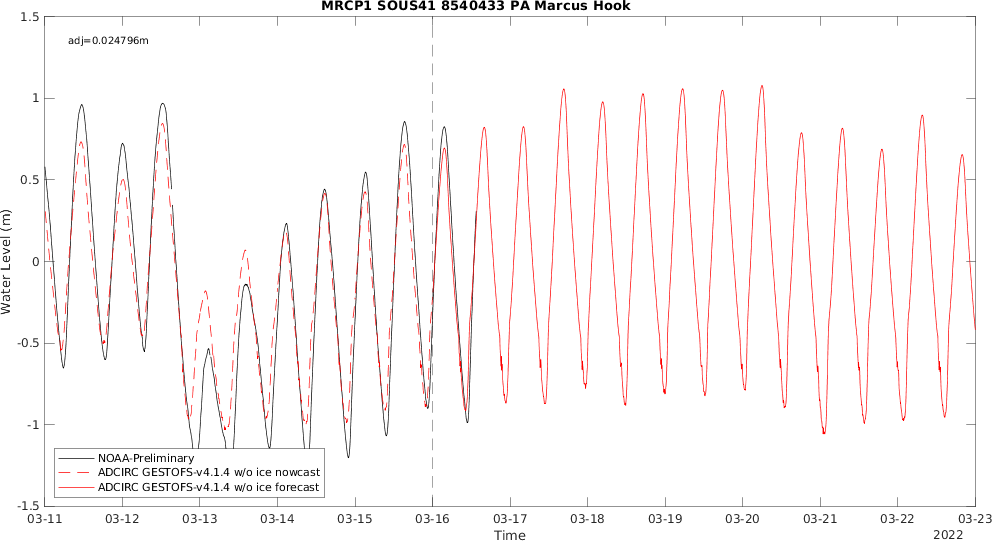 MRCP1 SOUS41 8540433 PA Marcus Hook
adj=0.024796m
Water Level (m)
1.5
1
0.5
0
-0.5
-1
-1.5
NOAA-Preliminary
ADCIRC GESTOFS-v4.1.4 w/o ice nowcast
ADCIRC GESTOFS-v4.1.4 w/o ice forecast
03-11 03-12 03-13 03-14 03-15 03-16 03-17 03-18 03-19 03-20 03-21 03-22 03-23
Time
2022